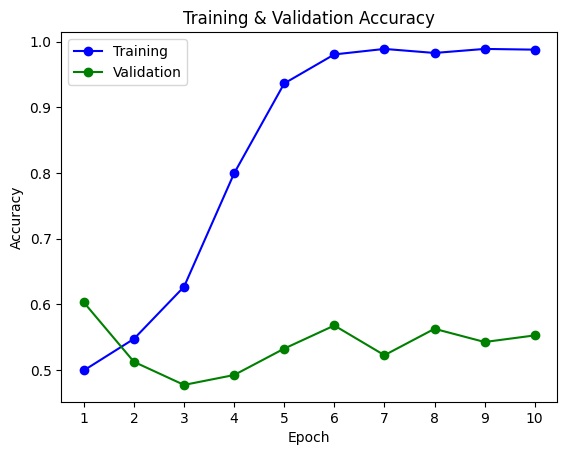 Training & Validation Accuracy
Training
Validation
1.0
0.9
0.8
0.7
0.6
0.5
Accuracy
1 2 3 4 5 6 7 8 9 10
Epoch